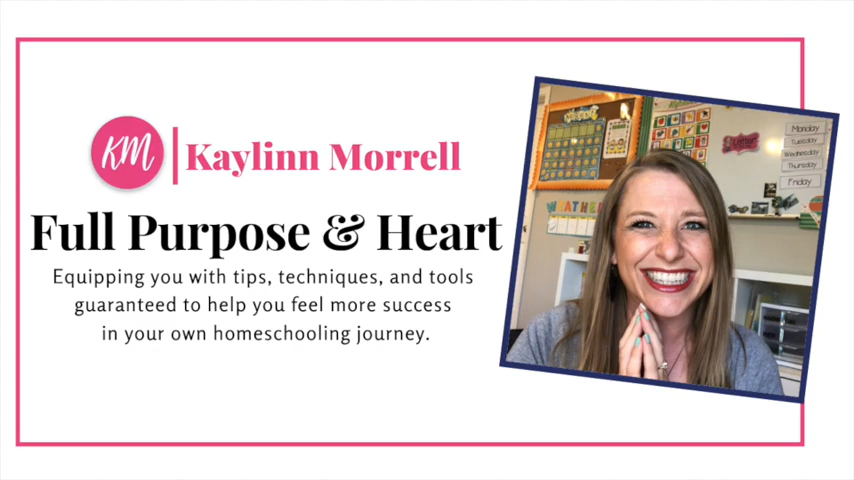 KM
Kaylinn Morrell
Full Purpose & Heart
Equipping you with tips, techniques, and tools
guaranteed to help you feel more success
in your own homeschooling journey.
Monday
Tuesday
Wednesday
Thursday
Friday
WEATHER